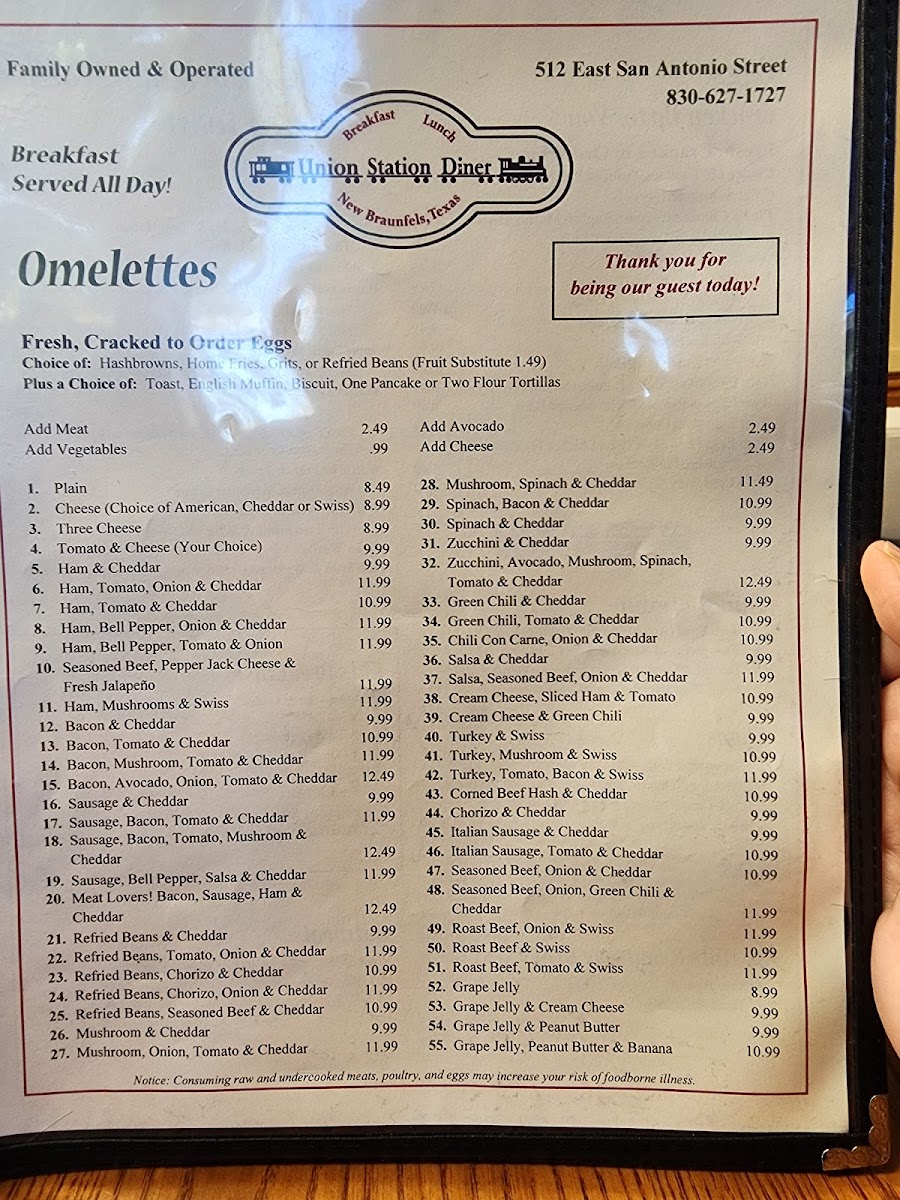 Family Owned & Operated
512 East San Antonio Street
830-627-1727
Breakfast Lunch
Union Station Diner
New Braunfels, Texas
Breakfast
Served All Day!
Omelettes
Thank you for
being our guest today!
Fresh, Cracked to Order Eggs
Choice of: Hashbrowns, Home Fries, Grits, or Refried Beans (Fruit Substitute 1.49)
Plus a Choice of: Toast, English Muffin, Biscuit, One Pancake or Two Flour Tortillas
Add Meat 2.49
Add Vegetables .99
Add Avocado 2.49
Add Cheese 2.49
1. Plain 8.49
2. Cheese (Choice of American, Cheddar or Swiss) 8.99
3. Three Cheese 8.99
4. Tomato & Cheese (Your Choice) 9.99
5. Ham & Cheddar 9.99
6. Ham, Tomato, Onion & Cheddar 11.99
7. Ham, Tomato & Cheddar 10.99
8. Ham, Bell Pepper, Onion & Cheddar 11.99
9. Ham, Bell Pepper, Tomato & Onion 11.99
10. Seasoned Beef, Pepper Jack Cheese &
Fresh Jalapeño 11.99
11. Ham, Mushrooms & Swiss 11.99
12. Bacon & Cheddar 9.99
13. Bacon, Tomato & Cheddar 10.99
14. Bacon, Mushroom, Tomato & Cheddar 11.99
15. Bacon, Avocado, Onion, Tomato & Cheddar 12.49
16. Sausage & Cheddar 9.99
17. Sausage, Bacon, Tomato & Cheddar 11.99
18. Sausage, Bacon, Tomato, Mushroom &
Cheddar 12.49
19. Sausage, Bell Pepper, Salsa & Cheddar 11.99
20. Meat Lovers! Bacon, Sausage, Ham &
Cheddar 12.49
21. Refried Beans & Cheddar 9.99
22. Refried Beans, Tomato, Onion & Cheddar 11.99
23. Refried Beans, Chorizo & Cheddar 10.99
24. Refried Beans, Chorizo, Onion & Cheddar 11.99
25. Refried Beans, Seasoned Beef & Cheddar 10.99
26. Mushroom & Cheddar 9.99
27. Mushroom, Onion, Tomato & Cheddar 11.99
28. Mushroom, Spinach & Cheddar 11.49
29. Spinach, Bacon & Cheddar 10.99
30. Spinach & Cheddar 9.99
31. Zucchini & Cheddar 9.99
32. Zucchini, Avocado, Mushroom, Spinach,
Tomato & Cheddar 12.49
33. Green Chili & Cheddar 9.99
34. Green Chili, Tomato & Cheddar 10.99
35. Chili Con Carne, Onion & Cheddar 10.99
36. Salsa & Cheddar 9.99
37. Salsa, Seasoned Beef, Onion & Cheddar 11.99
38. Cream Cheese, Sliced Ham & Tomato 10.99
39. Cream Cheese & Green Chili 9.99
40. Turkey & Swiss 9.99
41. Turkey, Mushroom & Swiss 10.99
42. Turkey, Tomato, Bacon & Swiss 11.99
43. Corned Beef Hash & Cheddar 10.99
44. Chorizo & Cheddar 9.99
45. Italian Sausage & Cheddar 9.99
46. Italian Sausage, Tomato & Cheddar 10.99
47. Seasoned Beef, Onion & Cheddar 10.99
48. Seasoned Beef, Onion, Green Chili &
Cheddar 11.99
49. Roast Beef, Onion & Swiss 11.99
50. Roast Beef & Swiss 10.99
51. Roast Beef, Tomato & Swiss 11.99
52. Grape Jelly 8.99
53. Grape Jelly & Cream Cheese 9.99
54. Grape Jelly & Peanut Butter 9.99
55. Grape Jelly, Peanut Butter & Banana 10.99
Notice: Consuming raw and undercooked meats, poultry, and eggs may increase your risk of foodborne illness.